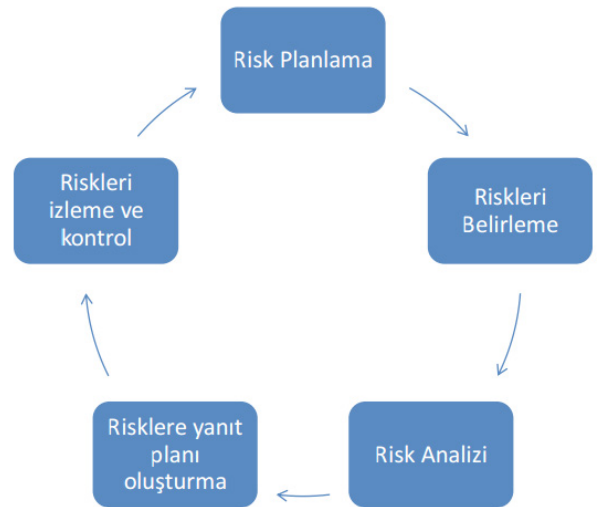 Risk Planlama
Riskleri
Belirleme
Risk Analizi
Risklere yanıt
planı
oluşturma
Riskleri
izleme ve
kontrol